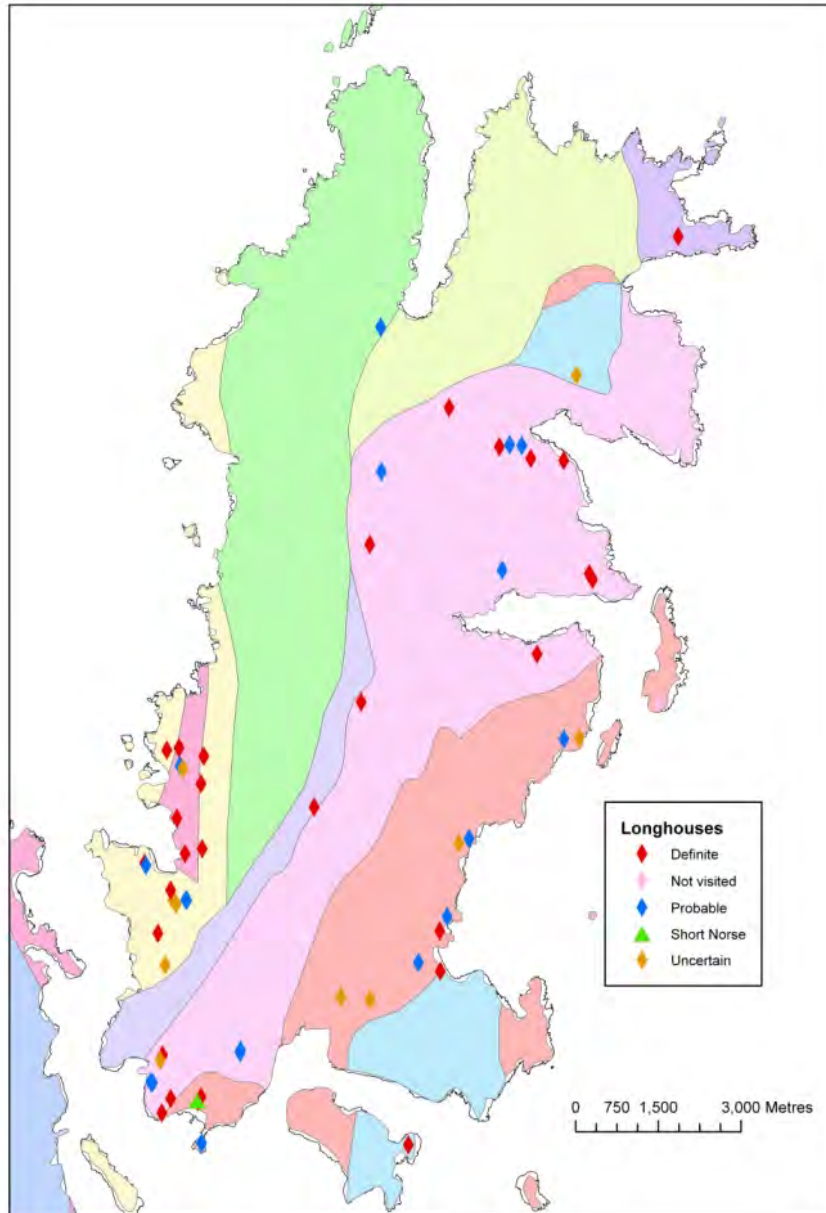 Longhouses
Definite
Not visited
Probable
Short Norse
Uncertain
0 750 1,500 3,000 Metres